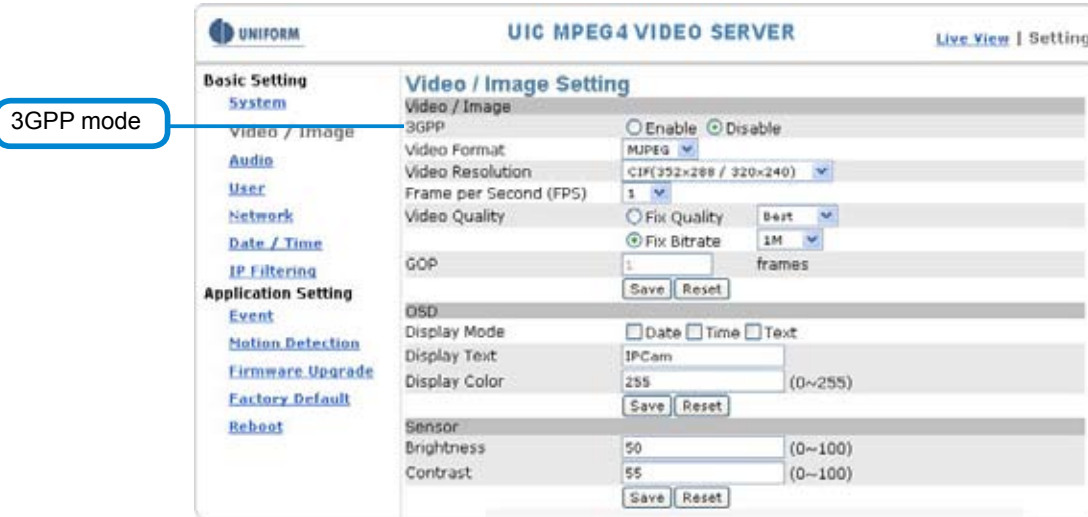 UNIFORM
UIC MPEG4 VIDEO SERVER
Live View | Setting
3GPP mode
Basic Setting
System
Video / Image
Audio
User
Network
Date / Time
IP Filtering
Application Setting
Event
Motion Detection
Firmware Upgrade
Factory Default
Reboot
Video / Image Setting
Video / Image
3GPP Enable Disable
Video Format MJPEG
Video Resolution CIF(352×288 / 320×240)
Frame per Second (FPS) 1
Video Quality Fix Quality Best
Fix Bitrate 1M
GOP 1 frames
Save Reset
OSD
Display Mode Date Time Text
Display Text IPCam
Display Color 255 (0~255)
Save Reset
Sensor
Brightness 50 (0~100)
Contrast 55 (0~100)
Save Reset